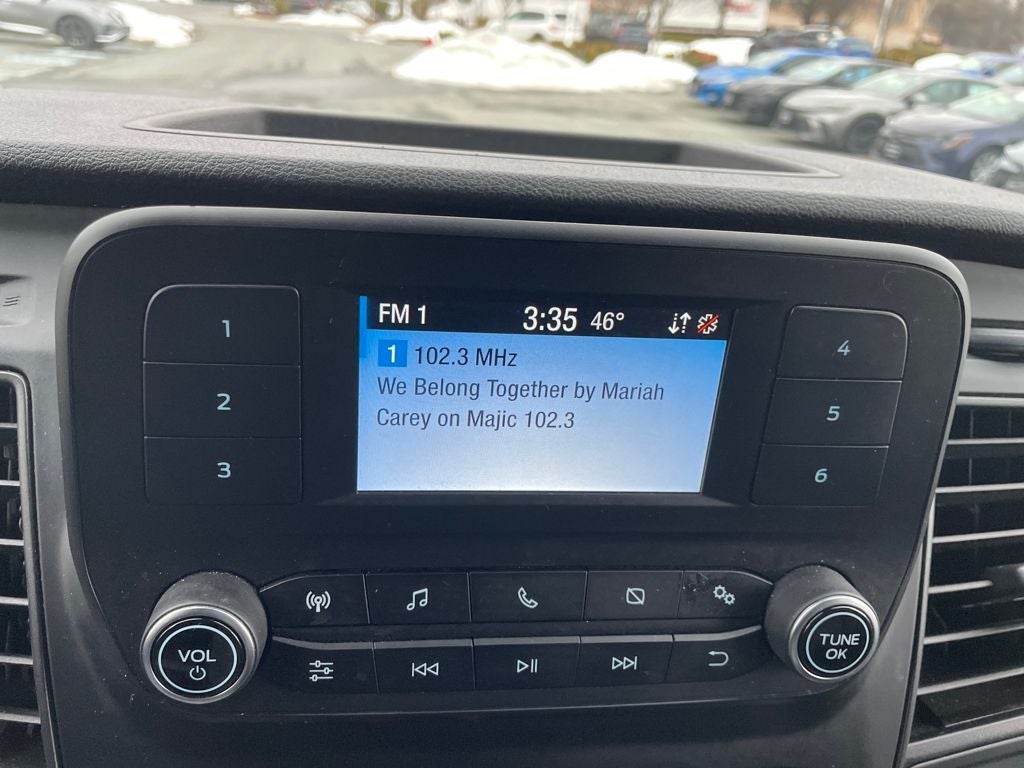 FM 1 3:35 46°
1 102.3 MHz
We Belong Together by Mariah
Carey on Majic 102.3
1
2
3
4
5
6
VOL
TUNE
OK